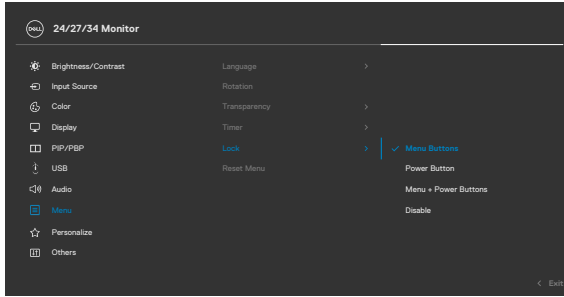 DELL
24/27/34 Monitor
Brightness/Contrast
Language
Input Source
Rotation
Color
Transparency
Display
Timer
PIP/PBP
Lock
Menu Buttons
USB
Reset Menu
Power Button
Audio
Menu + Power Buttons
Menu
Disable
Personalize
Others
Exit